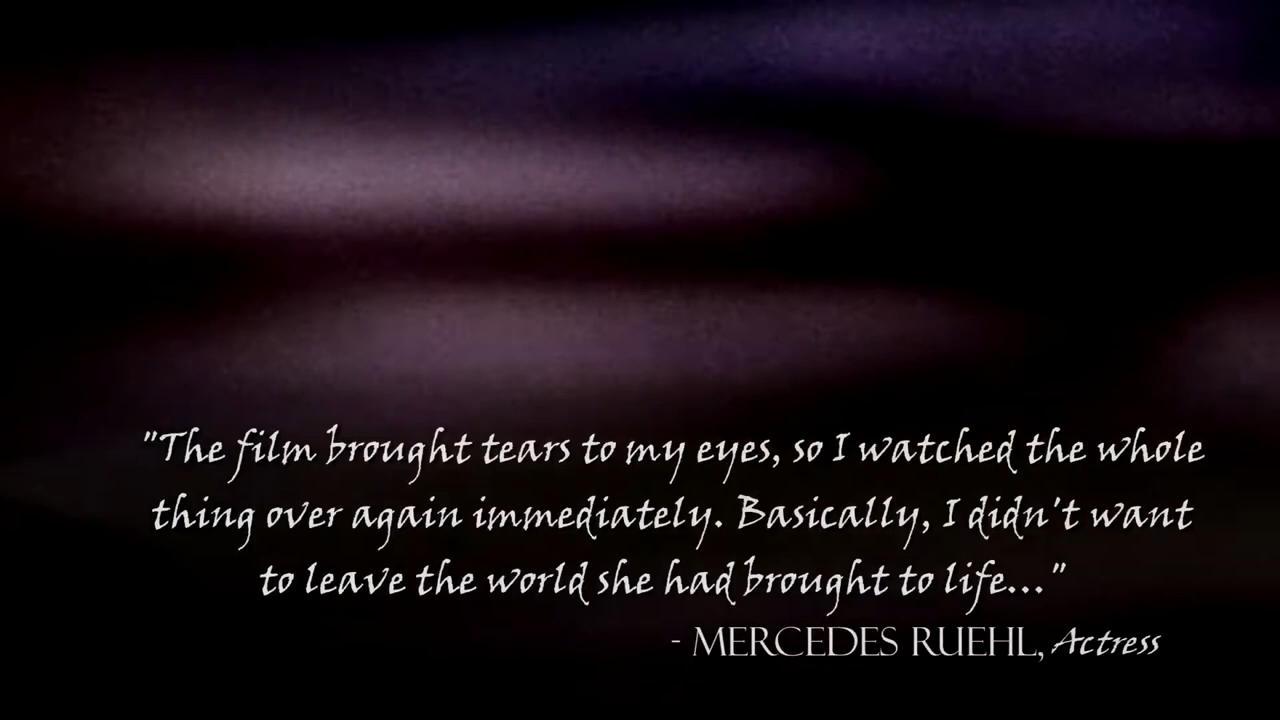 "The film brought tears to my eyes, so I watched the whole
thing over again immediately. Basically, I didn't want
to leave the world she had brought to life..."
- MERCEDES RUEHL, Actress